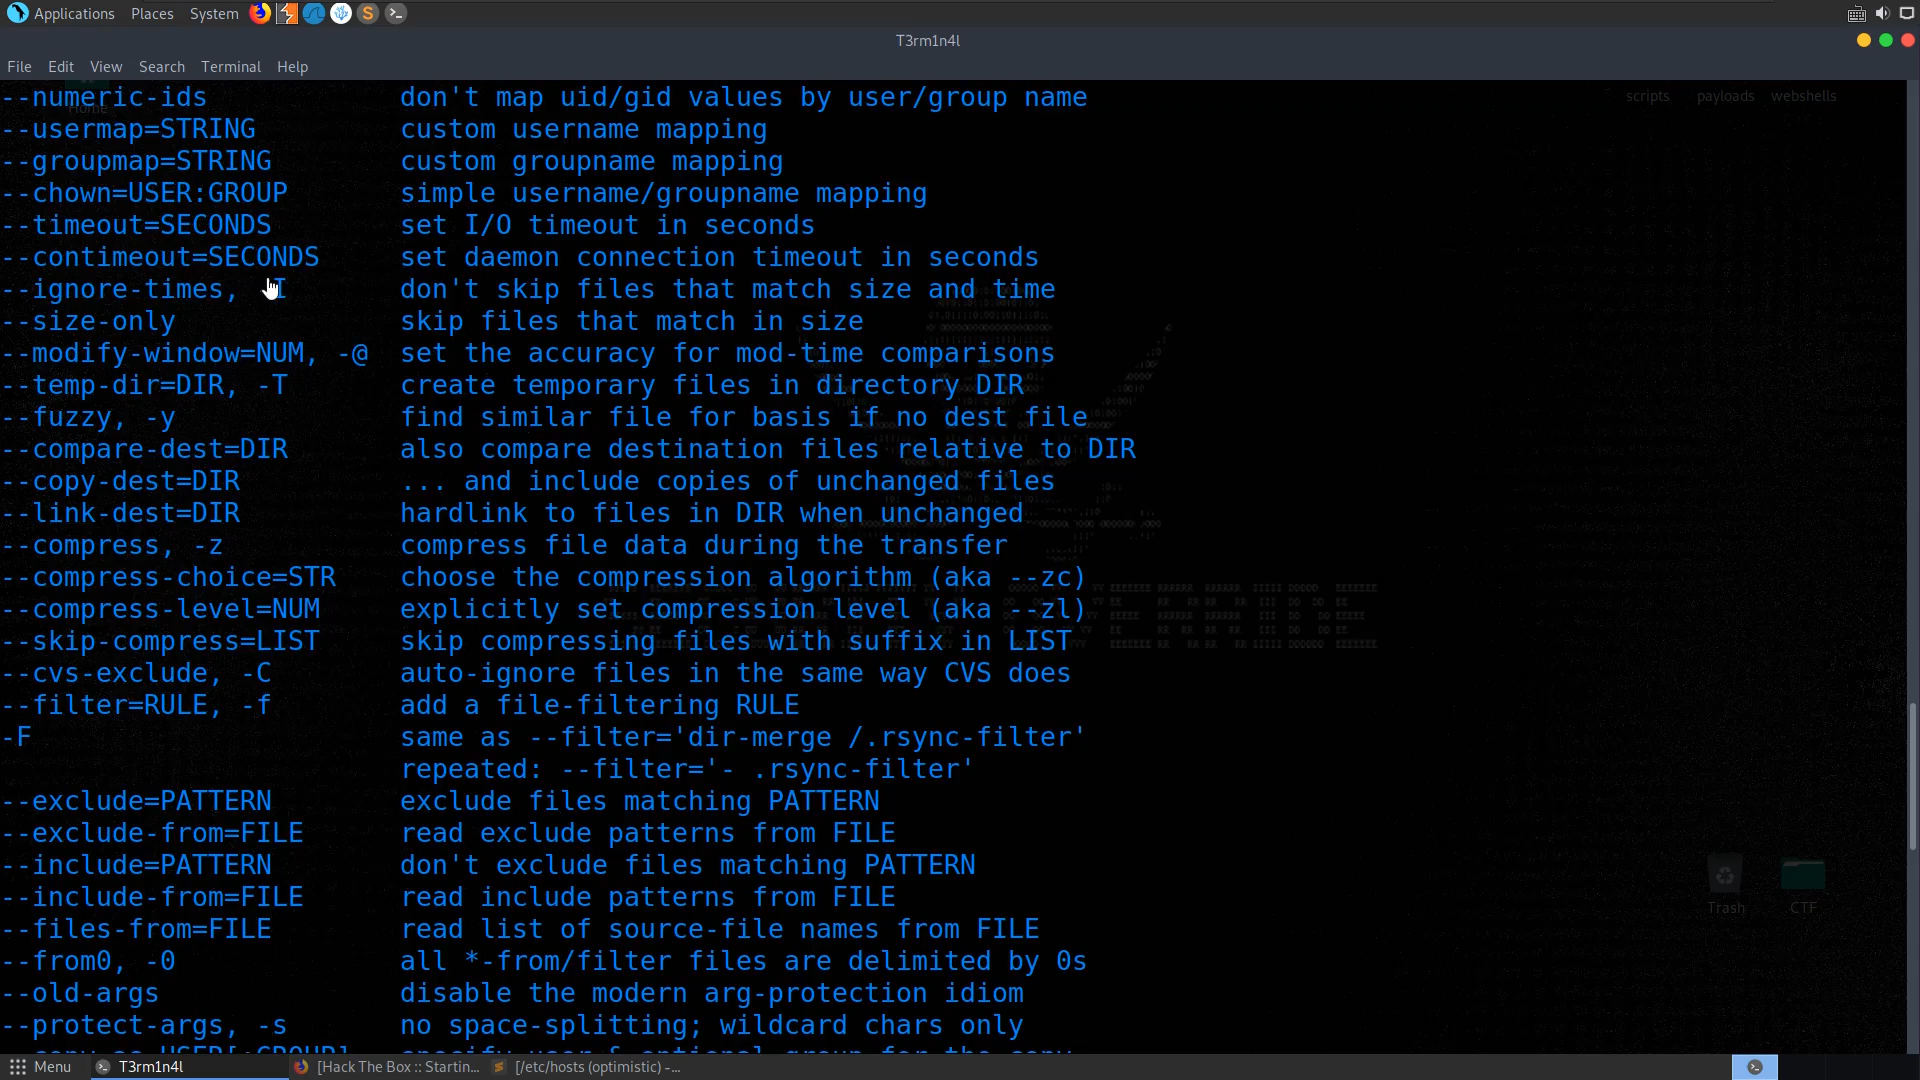 Applications Places System
T3rm1n4l
File Edit View Search Terminal Help
Home
scripts payloads webshells
--numeric-ids don't map uid/gid values by user/group name
--usermap=STRING custom username mapping
--groupmap=STRING custom groupname mapping
--chown=USER:GROUP simple username/groupname mapping
--timeout=SECONDS set I/O timeout in seconds
--contimeout=SECONDS set daemon connection timeout in seconds
--ignore-times, -I don't skip files that match size and time
--size-only skip files that match in size
--modify-window=NUM, -@ set the accuracy for mod-time comparisons
--temp-dir=DIR, -T create temporary files in directory DIR
--fuzzy, -y find similar file for basis if no dest file
--compare-dest=DIR also compare destination files relative to DIR
--copy-dest=DIR ... and include copies of unchanged files
--link-dest=DIR hardlink to files in DIR when unchanged
--compress, -z compress file data during the transfer
--compress-choice=STR choose the compression algorithm (aka --zc)
--compress-level=NUM explicitly set compression level (aka --zl)
--skip-compress=LIST skip compressing files with suffix in LIST
--cvs-exclude, -C auto-ignore files in the same way CVS does
--filter=RULE, -f add a file-filtering RULE
-F same as --filter='dir-merge /.rsync-filter'
repeated: --filter='- .rsync-filter'
--exclude=PATTERN exclude files matching PATTERN
--exclude-from=FILE read exclude patterns from FILE
--include=PATTERN don't exclude files matching PATTERN
--include-from=FILE read include patterns from FILE
--files-from=FILE read list of source-file names from FILE
--from0, -0 all *-from/filter files are delimited by 0s
--old-args disable the modern arg-protection idiom
--protect-args, -s no space-splitting; wildcard chars only
--copy-as=USER[:GROUP] specify user & optional group for the copy
Trash CTF
Menu T3rm1n4l [Hack The Box :: Startin... [/etc/hosts (optimistic) -...